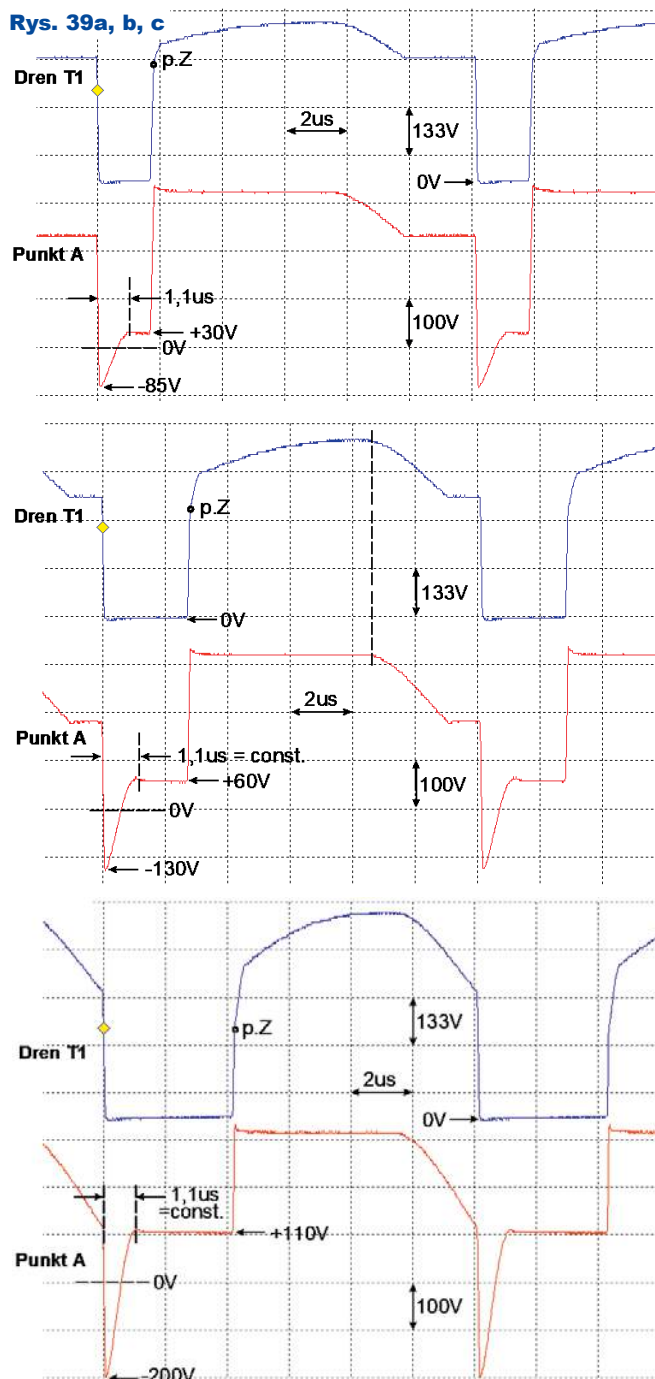 Rys. 39a, b, c
p.Z
Dren T1
2us
133V
0V
Punkt A
1,1us
100V
+30V
0V
-85V
Dren T1
p.Z
133V
0V
2us
Punkt A
1,1us = const.
+60V
100V
0V
-130V
133V
p.Z
Dren T1
2us
0V
1,1us
=const.
+110V
Punkt A
0V
100V
-200V